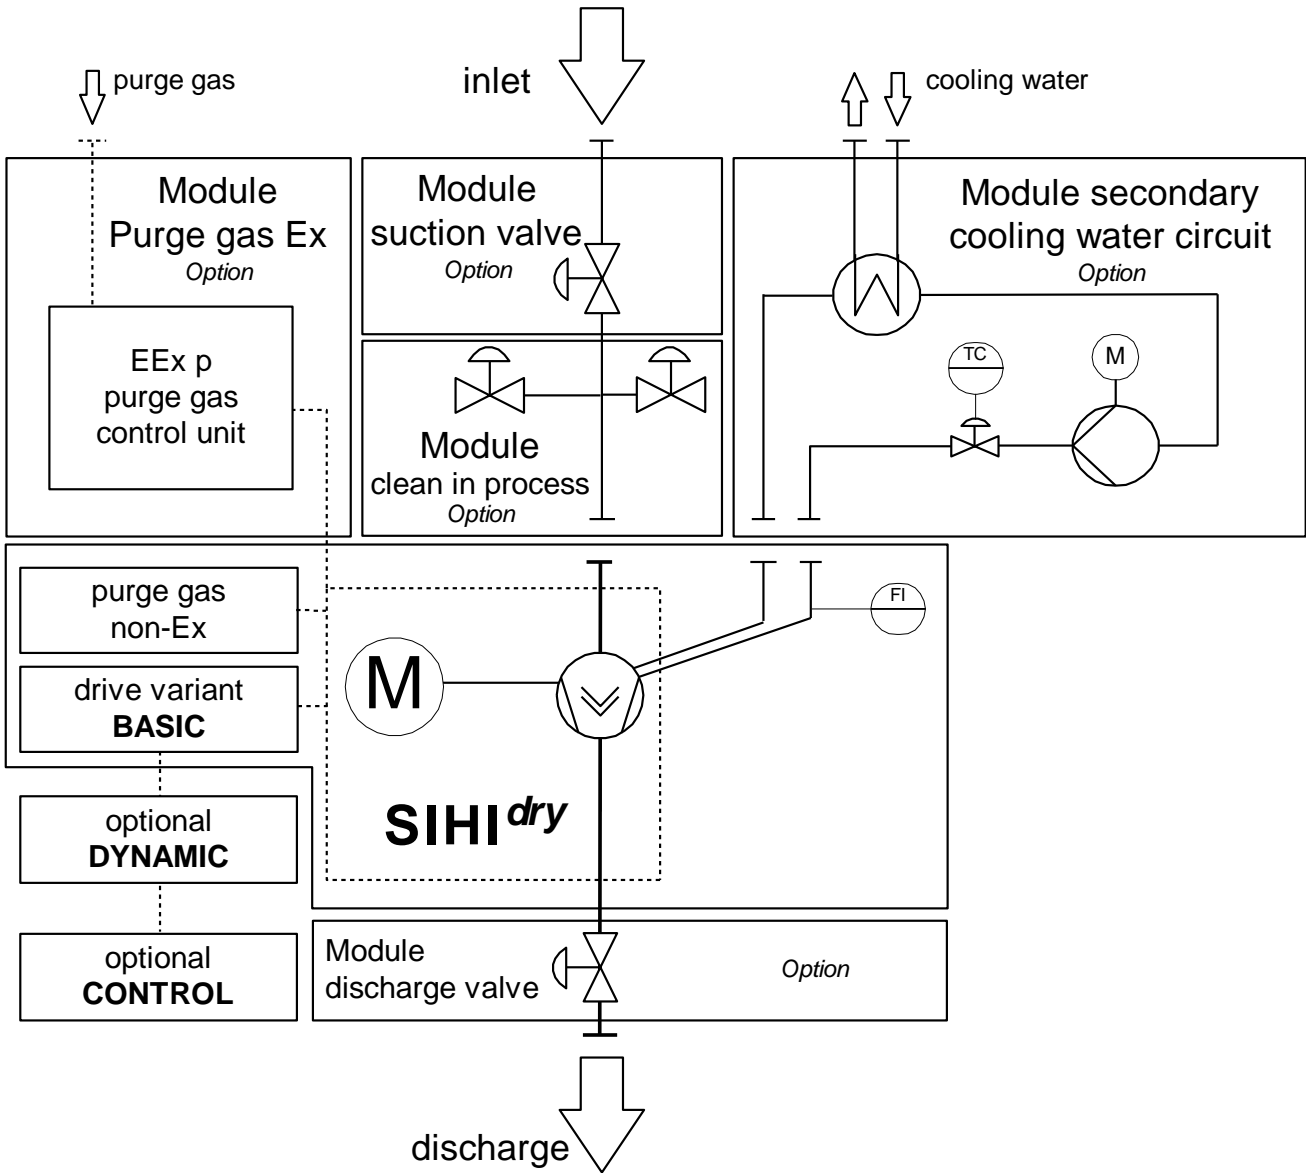 purge gas
inlet
cooling water
Module
Purge gas Ex
Option
EEx p
purge gas
control unit
Module
suction valve
Option
Module
clean in process
Option
Module secondary
cooling water circuit
Option
TC
M
purge gas
non-Ex
drive variant
BASIC
optional
DYNAMIC
optional
CONTROL
M
FI
SIHI dry
Module
discharge valve
Option
discharge